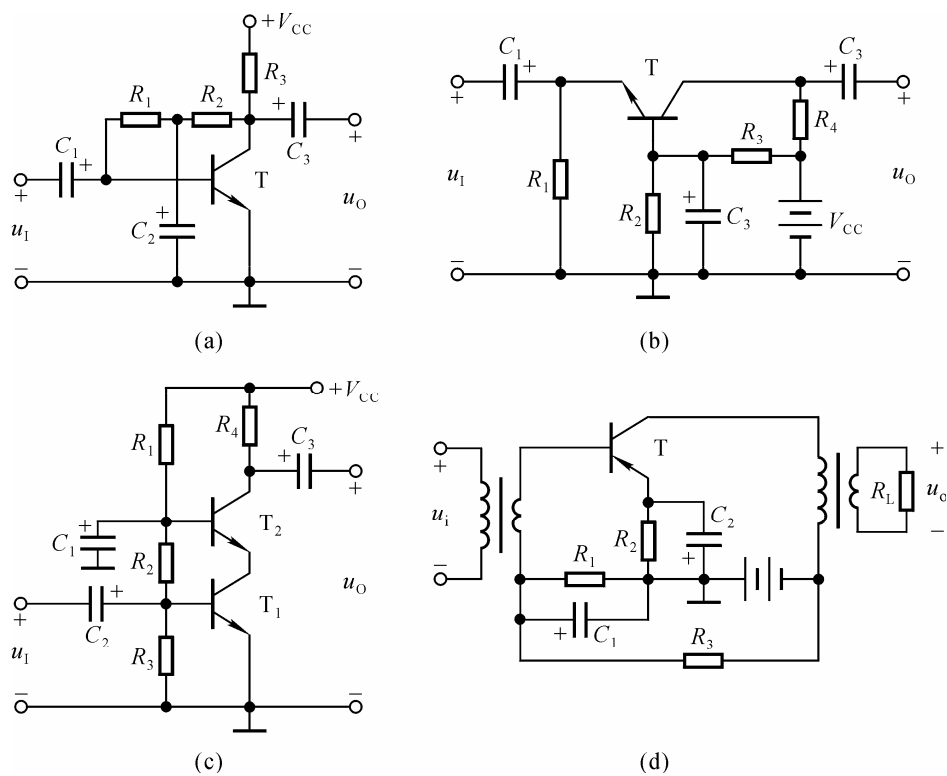 +V_CC
R_3
R_1
R_2
C_1
+
+
C_3
+
+
T
u_I
+
C_2
u_O
−
−
(a)
C_1
+
T
+
C_3
+
+
R_3
R_4
u_I
R_1
u_O
R_2
+
C_3
V_CC
−
−
(b)
+V_CC
R_4
R_1
C_3
+
+
+
T_2
C_1
R_2
u_O
T_1
+
+
C_2
u_I
R_3
−
−
(c)
T
+
+
R_L
u_o
u_i
C_2
−
R_2
R_1
+
−
+
C_1
R_3
(d)